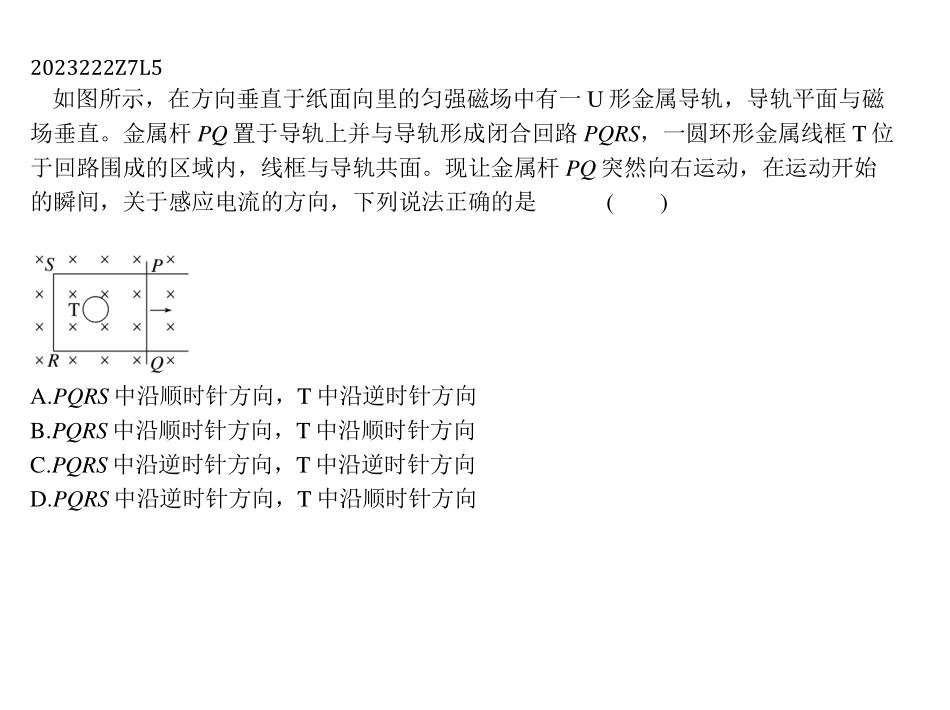 2023222Z7L5
如图所示，在方向垂直于纸面向里的匀强磁场中有一 U 形金属导轨，导轨平面与磁
场垂直。金属杆 PQ 置于导轨上并与导轨形成闭合回路 PQRS，一圆环形金属线框 T 位
于回路围成的区域内，线框与导轨共面。现让金属杆 PQ 突然向右运动，在运动开始
的瞬间，关于感应电流的方向，下列说法正确的是 (  )
S P
T
R Q
A.PQRS 中沿顺时针方向，T 中沿逆时针方向
B.PQRS 中沿顺时针方向，T 中沿顺时针方向
C.PQRS 中沿逆时针方向，T 中沿逆时针方向
D.PQRS 中沿逆时针方向，T 中沿顺时针方向